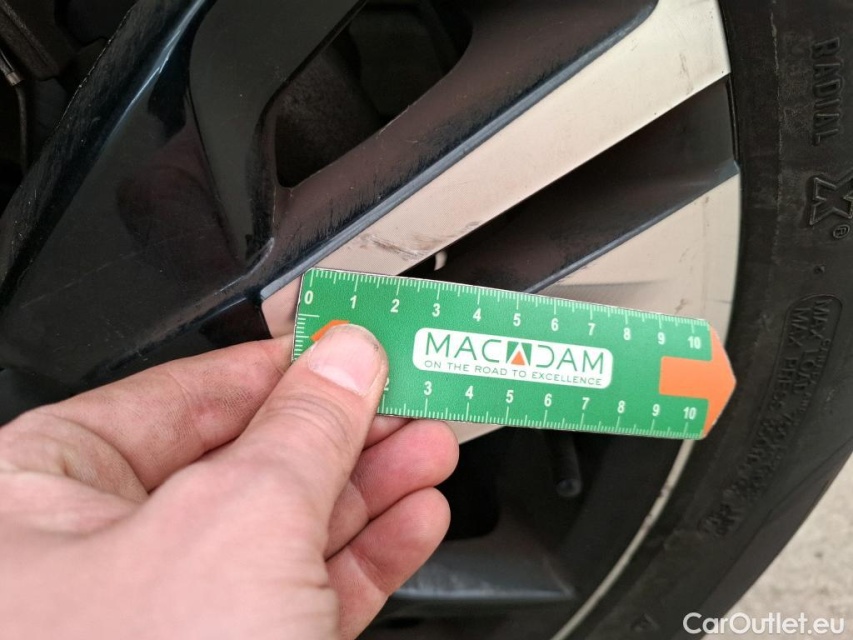 RADIAL
X®
0 1 2 3 4 5 6 7 8 9 10
MACADAM
ON THE ROAD TO EXCELLENCE
2 3 4 5 6 7 8 9 10
CarOutlet.eu